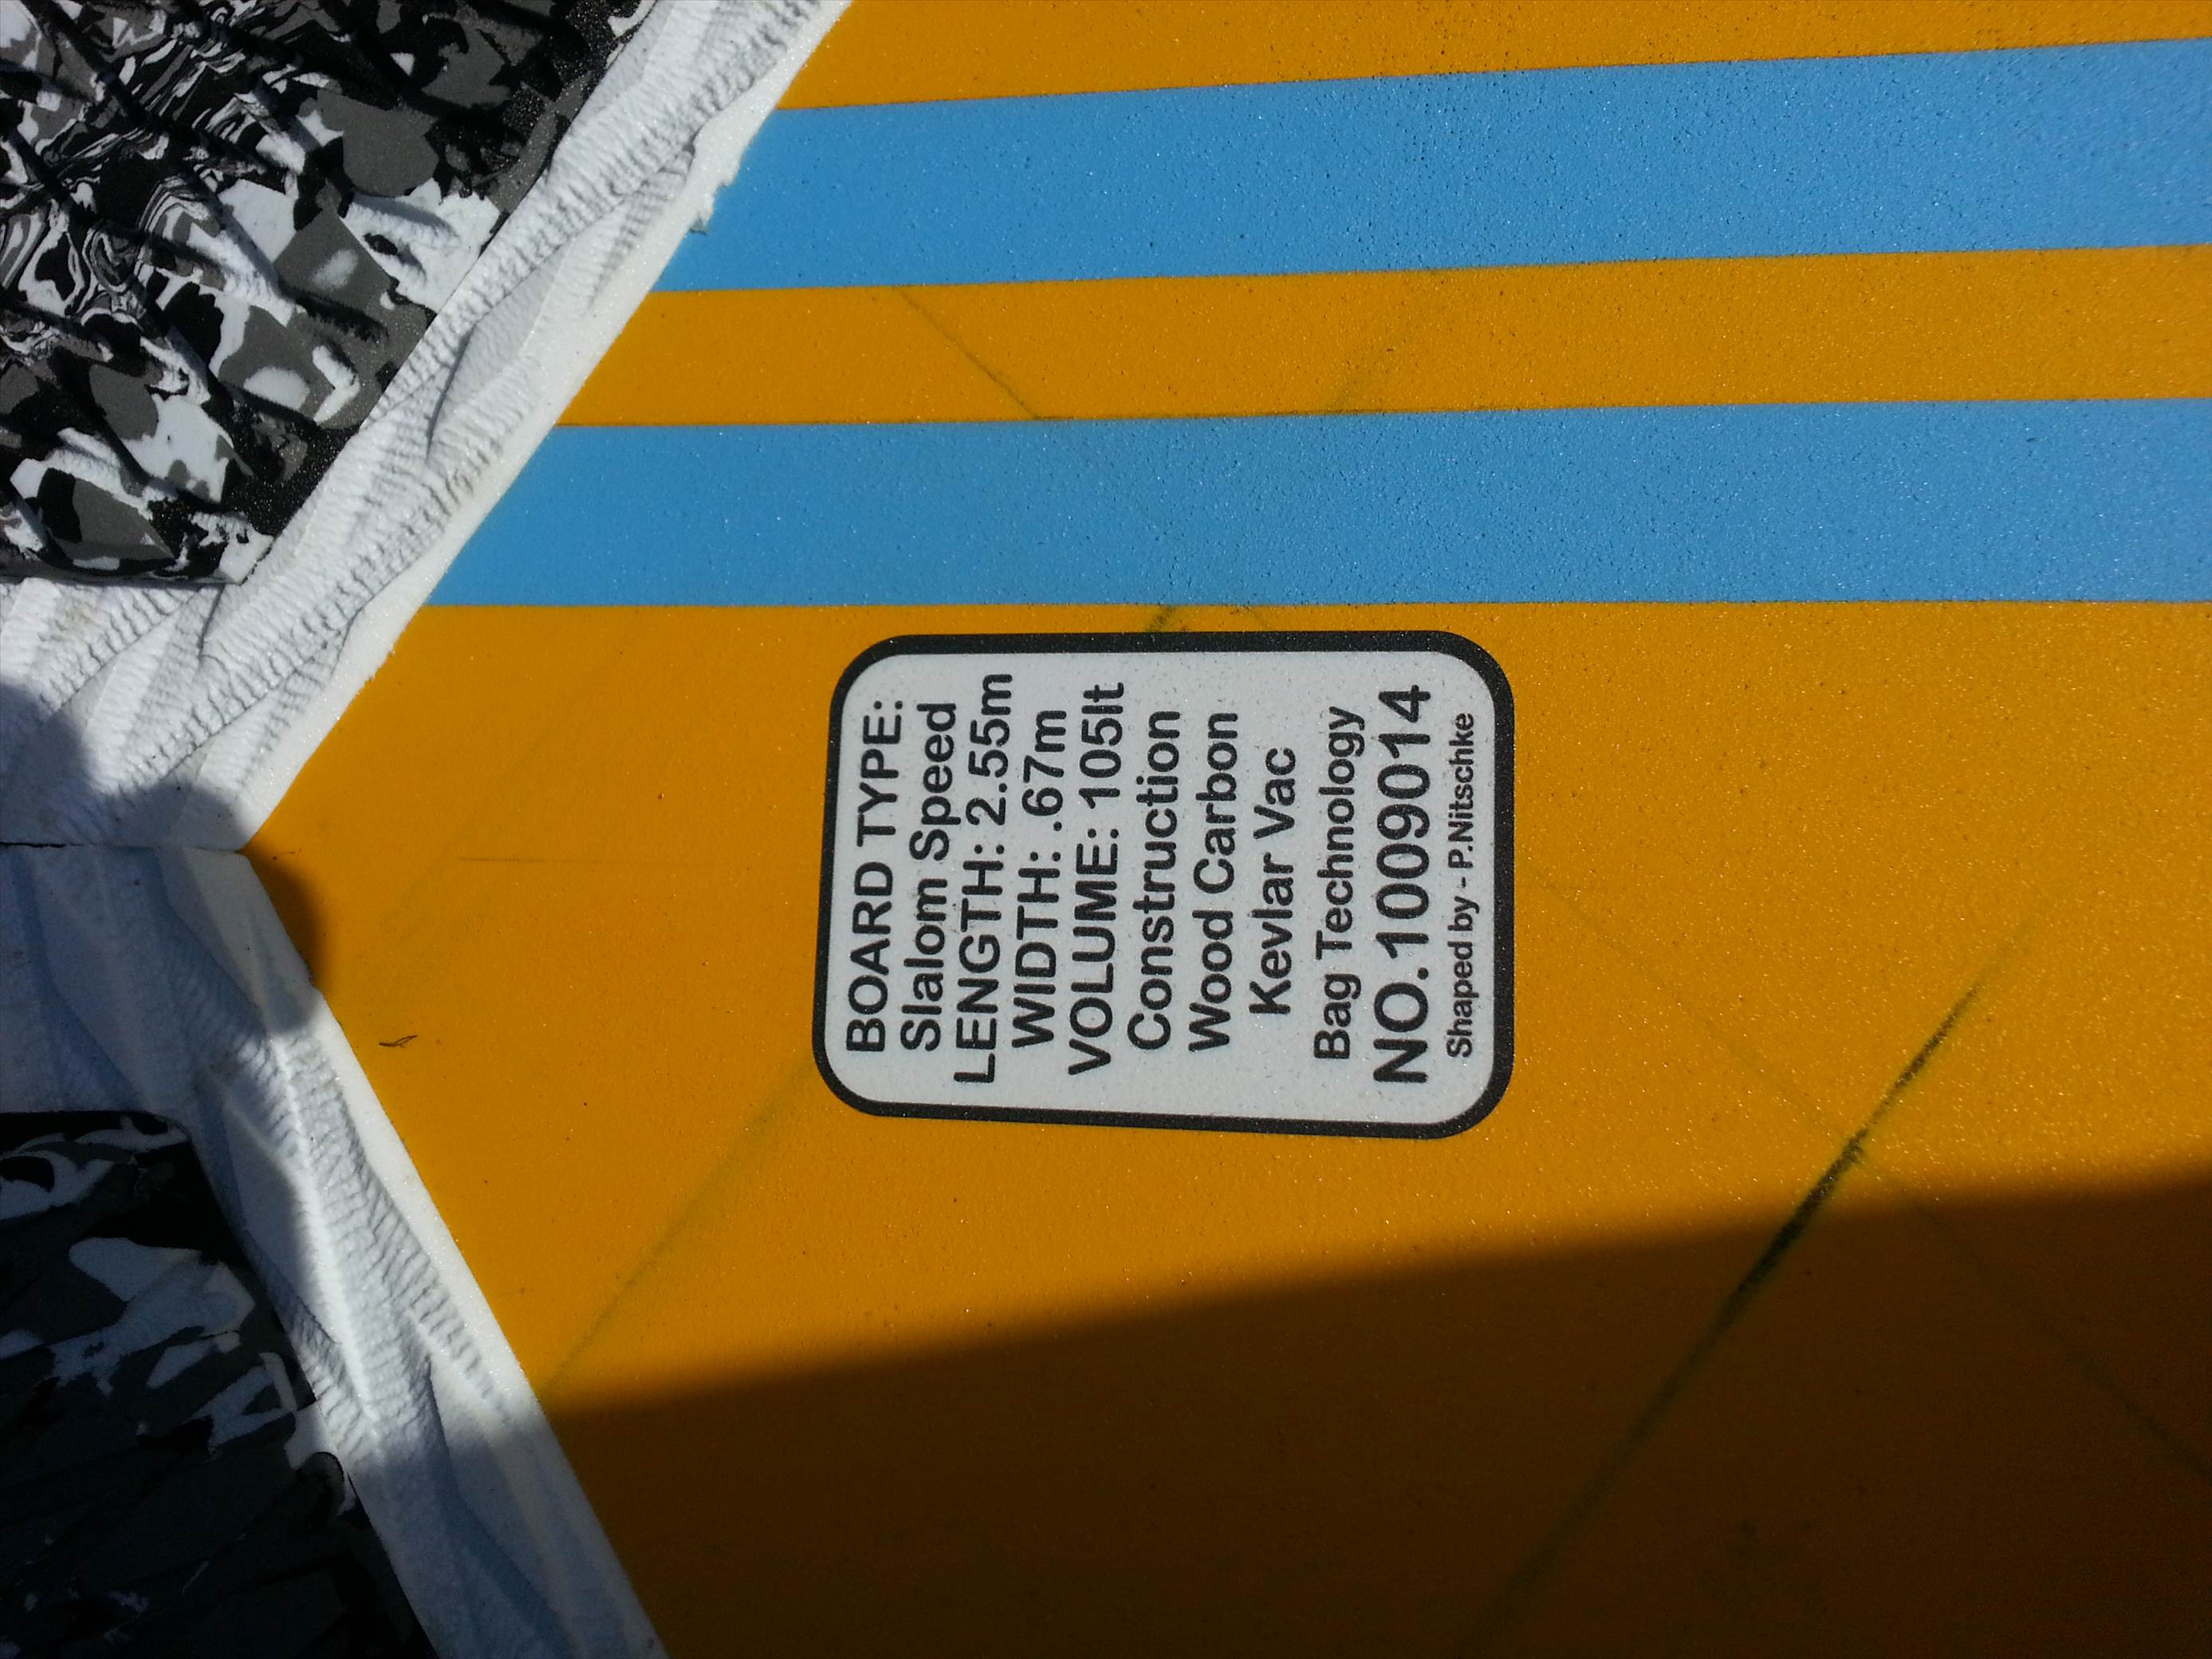 BOARD TYPE:
Slalom Speed
LENGTH: 2.55m
WIDTH: .67m
VOLUME: 105lt
Construction
Wood Carbon
Kevlar Vac
Bag Technology
NO.1009014
Shaped by - P.Nitschke